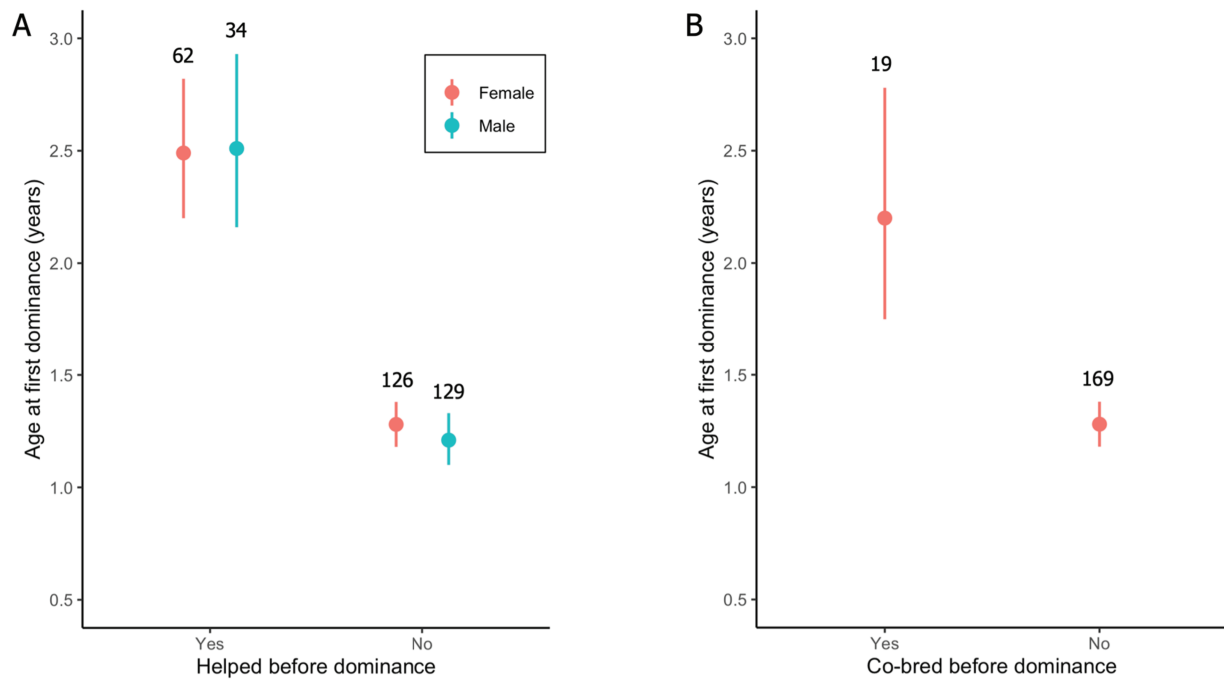 A
3.0
2.5
2.0
1.5
1.0
0.5
Age at first dominance (years)
62
34
126
129
Female
Male
Yes
No
Helped before dominance
B
3.0
2.5
2.0
1.5
1.0
0.5
Age at first dominance (years)
19
169
Yes
No
Co-bred before dominance